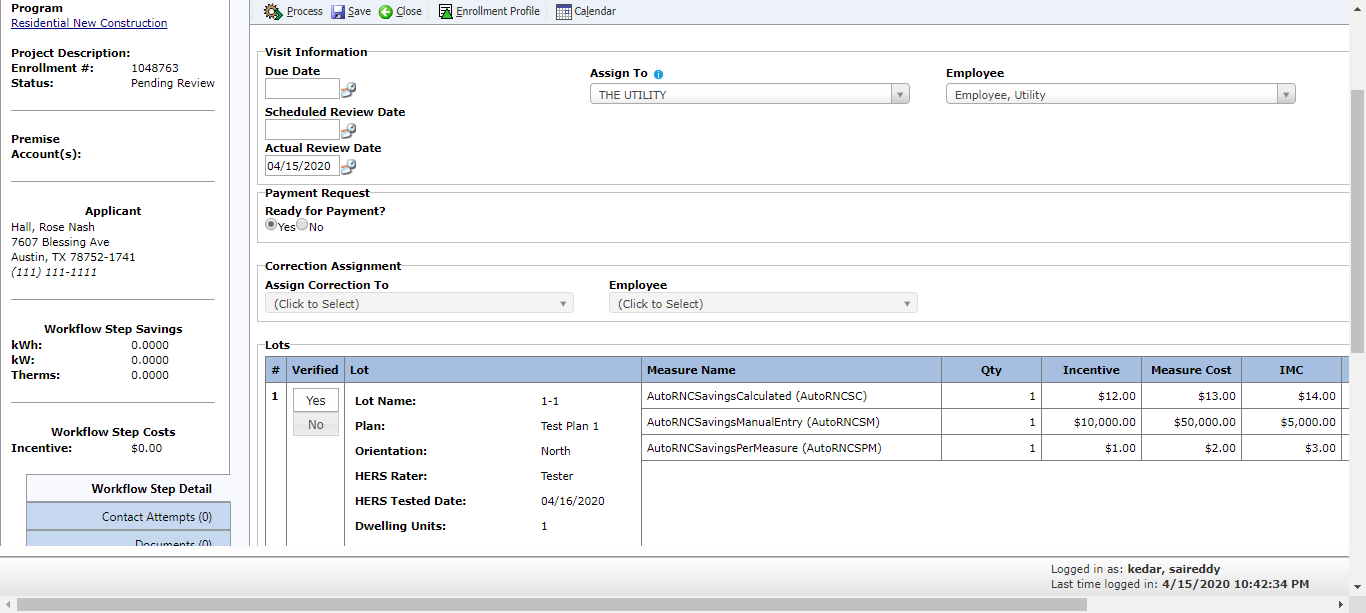 Program
Residential New Construction
Project Description:
Enrollment #: 1048763
Status: Pending Review
Premise
Account(s):
Applicant
Hall, Rose Nash
7607 Blessing Ave
Austin, TX 78752-1741
(111) 111-1111
Workflow Step Savings
kWh: 0.0000
kW: 0.0000
Therms: 0.0000
Workflow Step Costs
Incentive: $0.00
Workflow Step Detail
Contact Attempts (0)
Documents (0)
Process Save Close Enrollment Profile Calendar
Visit Information
Due Date
Assign To
THE UTILITY
Employee
Employee, Utility
Scheduled Review Date
Actual Review Date
04/15/2020
Payment Request
Ready for Payment?
Yes No
Correction Assignment
Assign Correction To Employee
(Click to Select) (Click to Select)
Lots
# Verified Lot Measure Name Qty Incentive Measure Cost IMC
1 Yes No
Lot Name: 1-1
Plan: Test Plan 1
Orientation: North
HERS Rater: Tester
HERS Tested Date: 04/16/2020
Dwelling Units: 1
AutoRNCSavingsCalculated (AutoRNCSC) 1 $12.00 $13.00 $14.00
AutoRNCSavingsManualEntry (AutoRNCSM) 1 $10,000.00 $50,000.00 $5,000.00
AutoRNCSavingsPerMeasure (AutoRNCSPM) 1 $1.00 $2.00 $3.00
Logged in as: kedar, saireddy
Last time logged in: 4/15/2020 10:42:34 PM